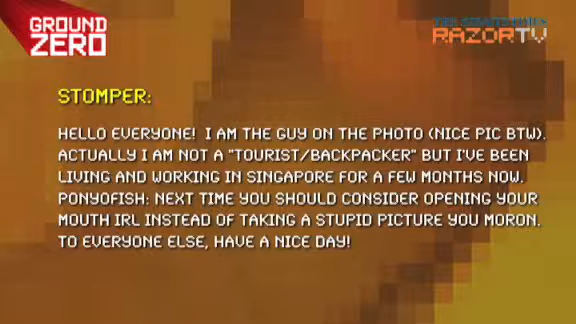 GROUND
ZERO
THE STRAITS TIMES
RAZORTV
STOMPER:
HELLO EVERYONE! I AM THE GUY ON THE PHOTO (NICE PIC BTW).
ACTUALLY I AM NOT A "TOURIST/BACKPACKER" BUT I'VE BEEN
LIVING AND WORKING IN SINGAPORE FOR A FEW MONTHS NOW.
PONYOFISH: NEXT TIME YOU SHOULD CONSIDER OPENING YOUR
MOUTH IRL INSTEAD OF TAKING A STUPID PICTURE YOU MORON.
TO EVERYONE ELSE, HAVE A NICE DAY!